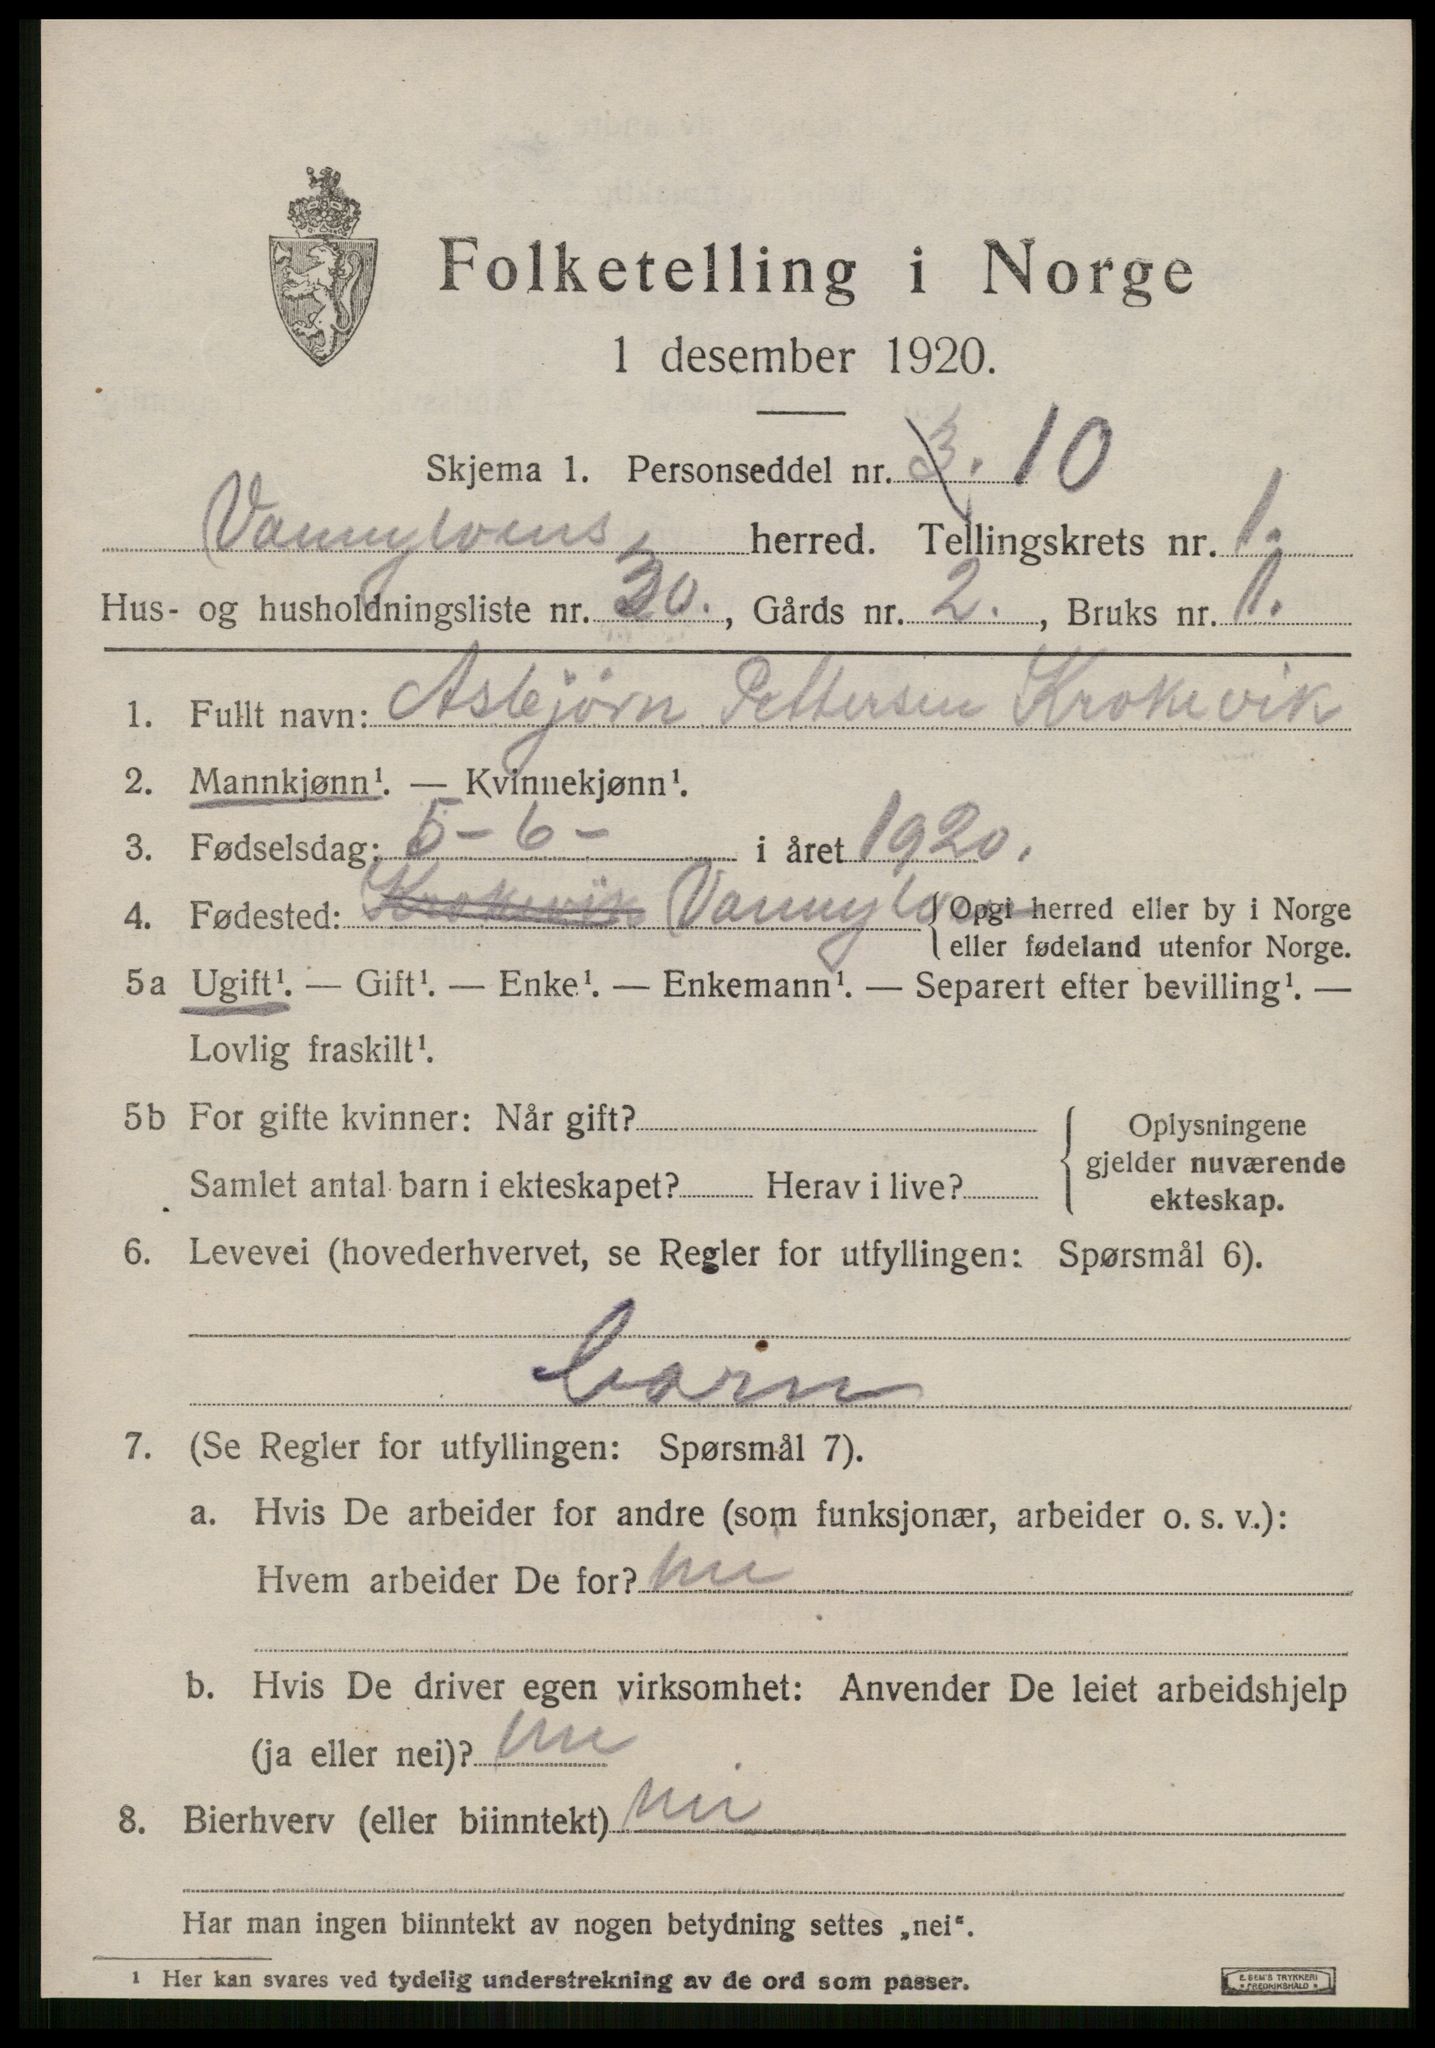 Folketelling i Norge
1 desember 1920.
Skjema 1. Personseddel nr. 3. 10
Vannylvens herred. Tellingskrets nr. 1.
Hus- og husholdningsliste nr. 30., Gårds nr. 2., Bruks nr. 1.
1. Fullt navn: Asbjørn Pettersen Krokevik
2. Mannkjønn¹. — Kvinnekjønn¹.
3. Fødselsdag: 5-6- i året 1920.
4. Fødested: Krokevik Vannylven { Opgi herred eller by i Norge
eller fødeland utenfor Norge.
5a Ugift¹. — Gift¹. — Enke¹. — Enkemann¹. — Separert efter bevilling¹. —
Lovlig fraskilt¹.
5b For gifte kvinner: Når gift?
Samlet antal barn i ekteskapet? Herav i live?
Oplysningene
gjelder nuværende
ekteskap.
6. Levevei (hovederhvervet, se Regler for utfyllingen: Spørsmål 6).
barn
7. (Se Regler for utfyllingen: Spørsmål 7).
a. Hvis De arbeider for andre (som funksjonær, arbeider o. s. v.):
Hvem arbeider De for? nei
b. Hvis De driver egen virksomhet: Anvender De leiet arbeidshjelp
(ja eller nei)? nei
8. Bierhverv (eller biinntekt) nei
Har man ingen biinntekt av nogen betydning settes „nei“.
¹ Her kan svares ved tydelig understrekning av de ord som passer.
E. SEM'S TRYKKERI
* FREDRIKSHALD *